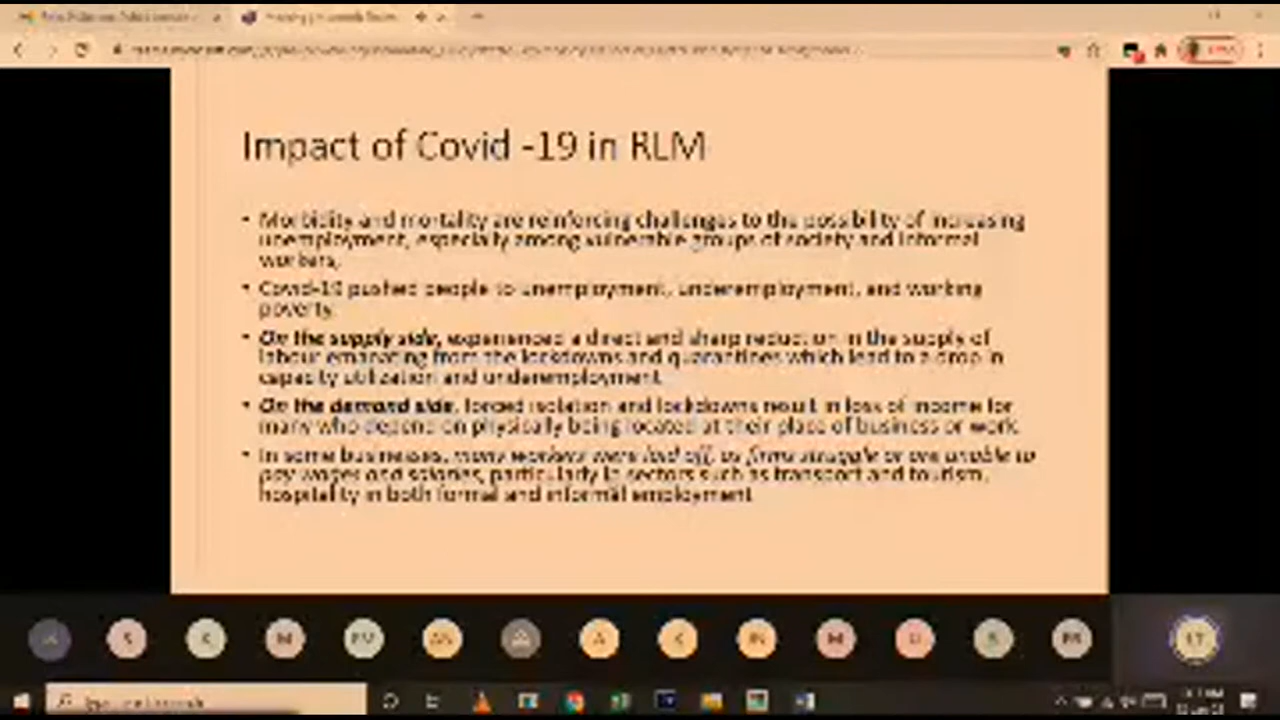 Impact of Covid -19 in RLM
• Morbidity and mortality are reinforcing challenges to the possibility of increasing
unemployment, especially among vulnerable groups of society and informal
workers,
• Covid-19 pushed people to unemployment, underemployment, and working
poverty.
• On the supply side, experienced a direct and sharp reduction in the supply of
labour emanating from the lockdowns and quarantines which lead to a drop in
capacity utilization and underemployment.
• On the demand side, forced isolation and lockdowns result in loss of income for
many who depend on physically being located at their place of business or work.
• In some businesses, many workers were laid off, as firms struggle or are unable to
pay wages and salaries, particularly in sectors such as transport and tourism,
hospitality in both formal and informal employment
S K M AN A K M
Type here to search